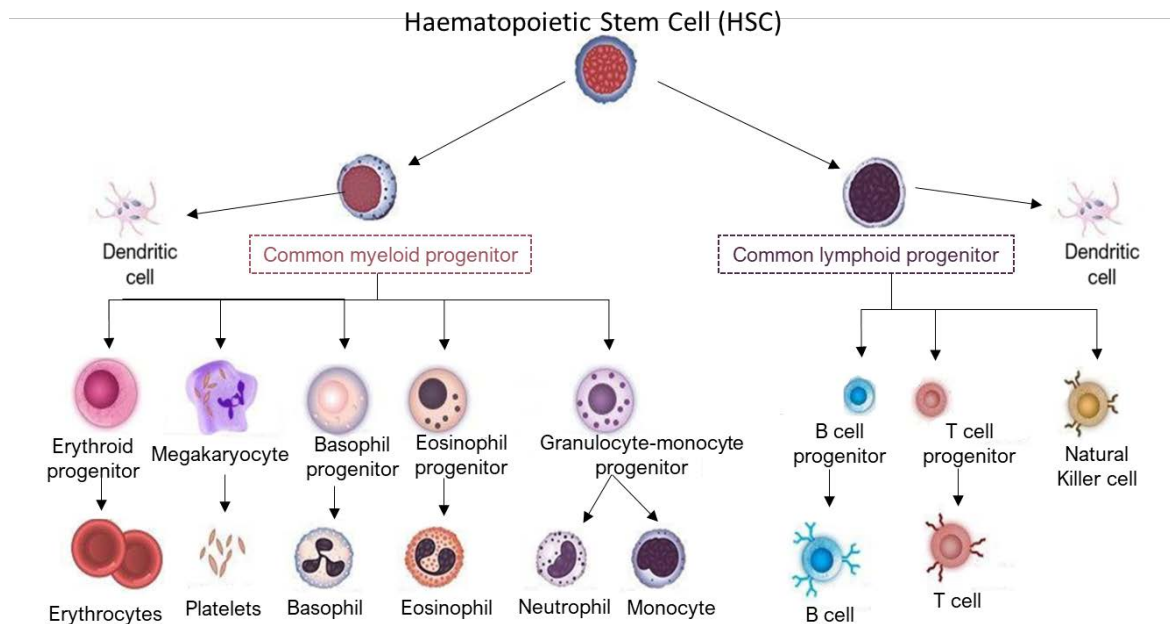 Haematopoietic Stem Cell (HSC)
Dendritic
cell
Common myeloid progenitor
Common lymphoid progenitor
Dendritic
cell
Erythroid
progenitor
Megakaryocyte
Basophil
progenitor
Eosinophil
progenitor
Granulocyte-monocyte
progenitor
B cell
progenitor
T cell
progenitor
Natural
Killer cell
Erythrocytes
Platelets
Basophil
Eosinophil
Neutrophil
Monocyte
B cell
T cell